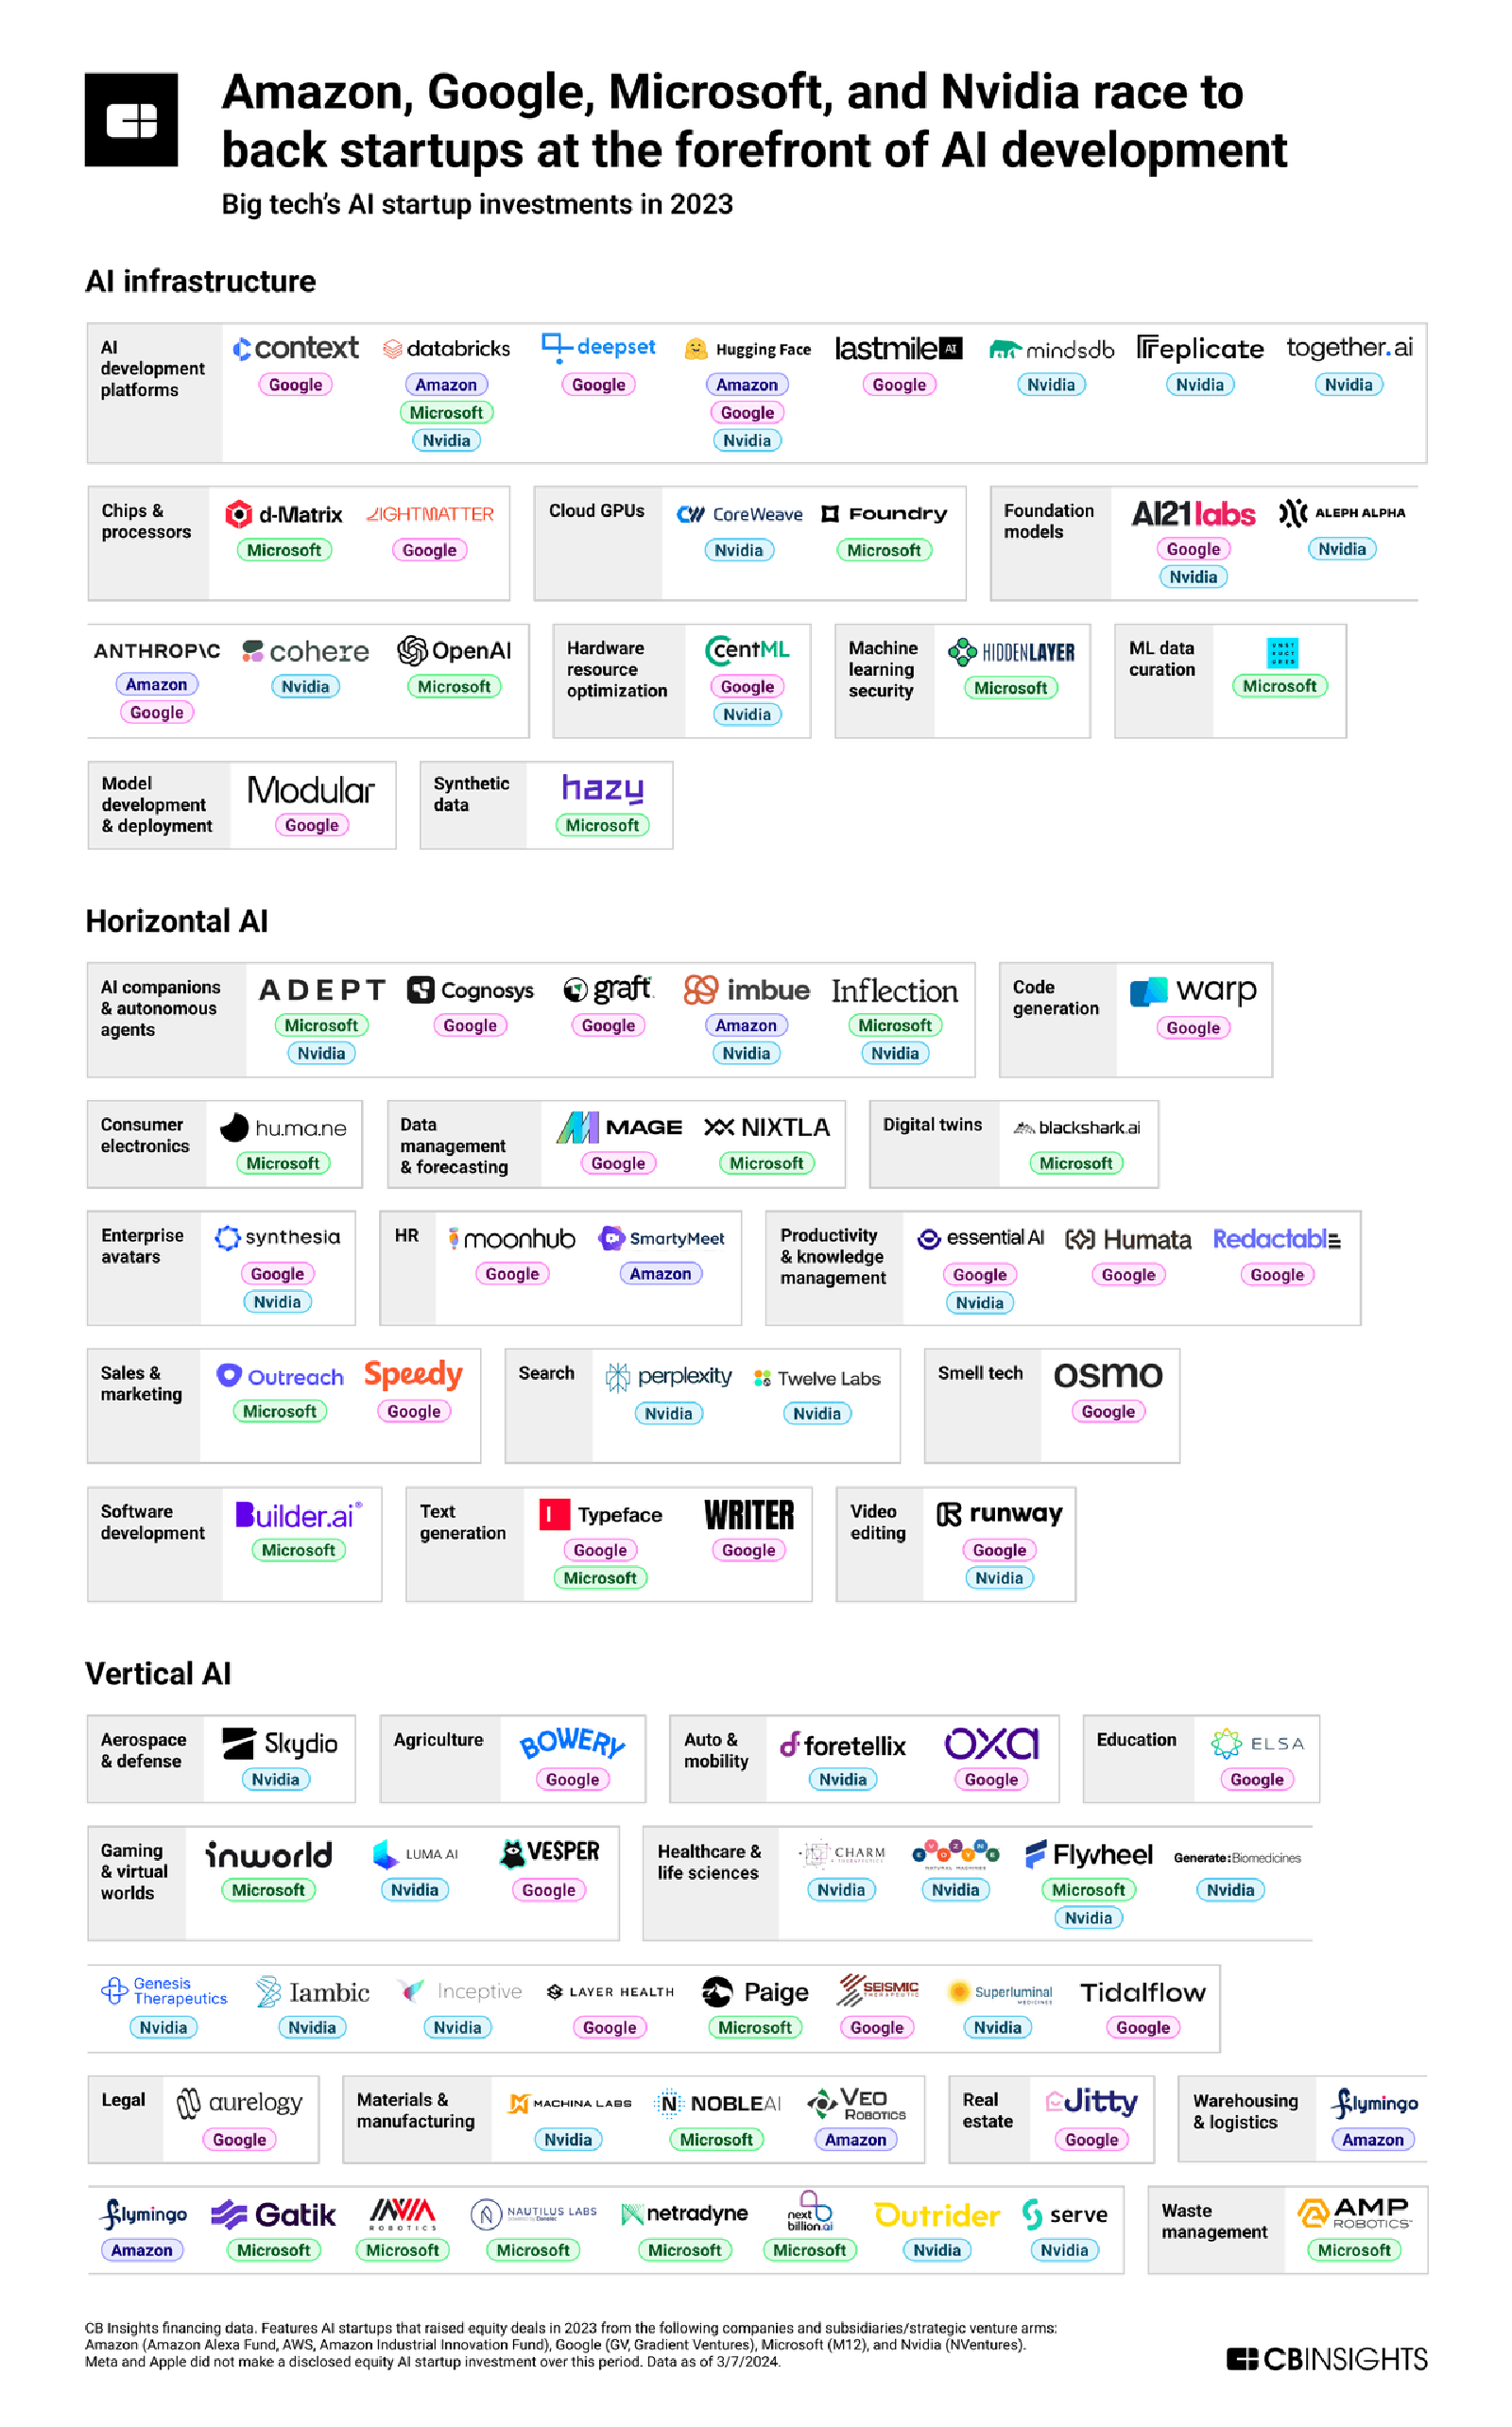 Amazon, Google, Microsoft, and Nvidia race to
back startups at the forefront of AI development
Big tech's AI startup investments in 2023
AI infrastructure
AI
development
platforms
context
Google
databricks
Amazon
Microsoft
Nvidia
deepset
Google
Hugging Face
Amazon
Google
Nvidia
lastmile AI
Google
mindsdb
Nvidia
replicate
Nvidia
together.ai
Nvidia
Chips &
processors
d-Matrix
Microsoft
LIGHTMATTER
Google
Cloud GPUs
CoreWeave
Nvidia
Foundry
Microsoft
Foundation
models
AI21labs
Google
Nvidia
ALEPH ALPHA
Nvidia
ANTHROP\C
Amazon
Google
cohere
Nvidia
OpenAI
Microsoft
Hardware
resource
optimization
CentML
Google
Nvidia
Machine
learning
security
HIDDENLAYER
Microsoft
ML data
curation
UNST
RUCT
URED
Microsoft
Model
development
& deployment
Modular
Google
Synthetic
data
hazy
Microsoft
Horizontal AI
AI companions
& autonomous
agents
ADEPT
Microsoft
Nvidia
Cognosys
Google
graft
Google
imbue
Amazon
Nvidia
Inflection
Microsoft
Nvidia
Code
generation
warp
Google
Consumer
electronics
hu.ma.ne
Microsoft
Data
management
& forecasting
MAGE
Google
NIXTLA
Microsoft
Digital twins
blackshark.ai
Microsoft
Enterprise
avatars
synthesia
Google
Nvidia
HR
moonhub
Google
SmartyMeet
Amazon
Productivity
& knowledge
management
essential AI
Google
Nvidia
Humata
Google
Redactable
Google
Sales &
marketing
Outreach
Microsoft
Speedy
Google
Search
perplexity
Nvidia
Twelve Labs
Nvidia
Smell tech
osmo
Google
Software
development
Builder.ai®
Microsoft
Text
generation
Typeface
Google
Microsoft
WRITER
Google
Video
editing
runway
Google
Nvidia
Vertical AI
Aerospace
& defense
Skydio
Nvidia
Agriculture
BOWERY
Google
Auto &
mobility
foretellix
Nvidia
oxa
Google
Education
ELSA
Google
Gaming
& virtual
worlds
inworld
Microsoft
LUMA AI
Nvidia
VESPER
Google
Healthcare &
life sciences
CHARM
THERAPEUTICS
Nvidia
EVOZYNE
NATURAL MACHINES
Nvidia
Flywheel
Microsoft
Nvidia
Generate:Biomedicines
Nvidia
Genesis
Therapeutics
Nvidia
Iambic
Nvidia
Inceptive
Nvidia
LAYER HEALTH
Google
Paige
Microsoft
SEISMIC
THERAPEUTIC
Google
Superluminal
MEDICINES
Nvidia
Tidalflow
Google
Legal
aurelogy
Google
Materials &
manufacturing
MACHINA LABS
Nvidia
N NOBLEAI
Microsoft
VEO
ROBOTICS
Amazon
Real
estate
Jitty
Google
Warehousing
& logistics
flymingo
Amazon
flymingo
Amazon
Gatik
Microsoft
INVIA
ROBOTICS
Microsoft
NAUTILUS LABS
powered by Danelec
Microsoft
netradyne
Microsoft
next
billion.ai
Microsoft
Outrider
Nvidia
serve
Nvidia
Waste
management
AMP
ROBOTICS
Microsoft
CB Insights financing data. Features AI startups that raised equity deals in 2023 from the following companies and subsidiaries/strategic venture arms:
Amazon (Amazon Alexa Fund, AWS, Amazon Industrial Innovation Fund), Google (GV, Gradient Ventures), Microsoft (M12), and Nvidia (NVentures).
Meta and Apple did not make a disclosed equity AI startup investment over this period. Data as of 3/7/2024.
CBINSIGHTS